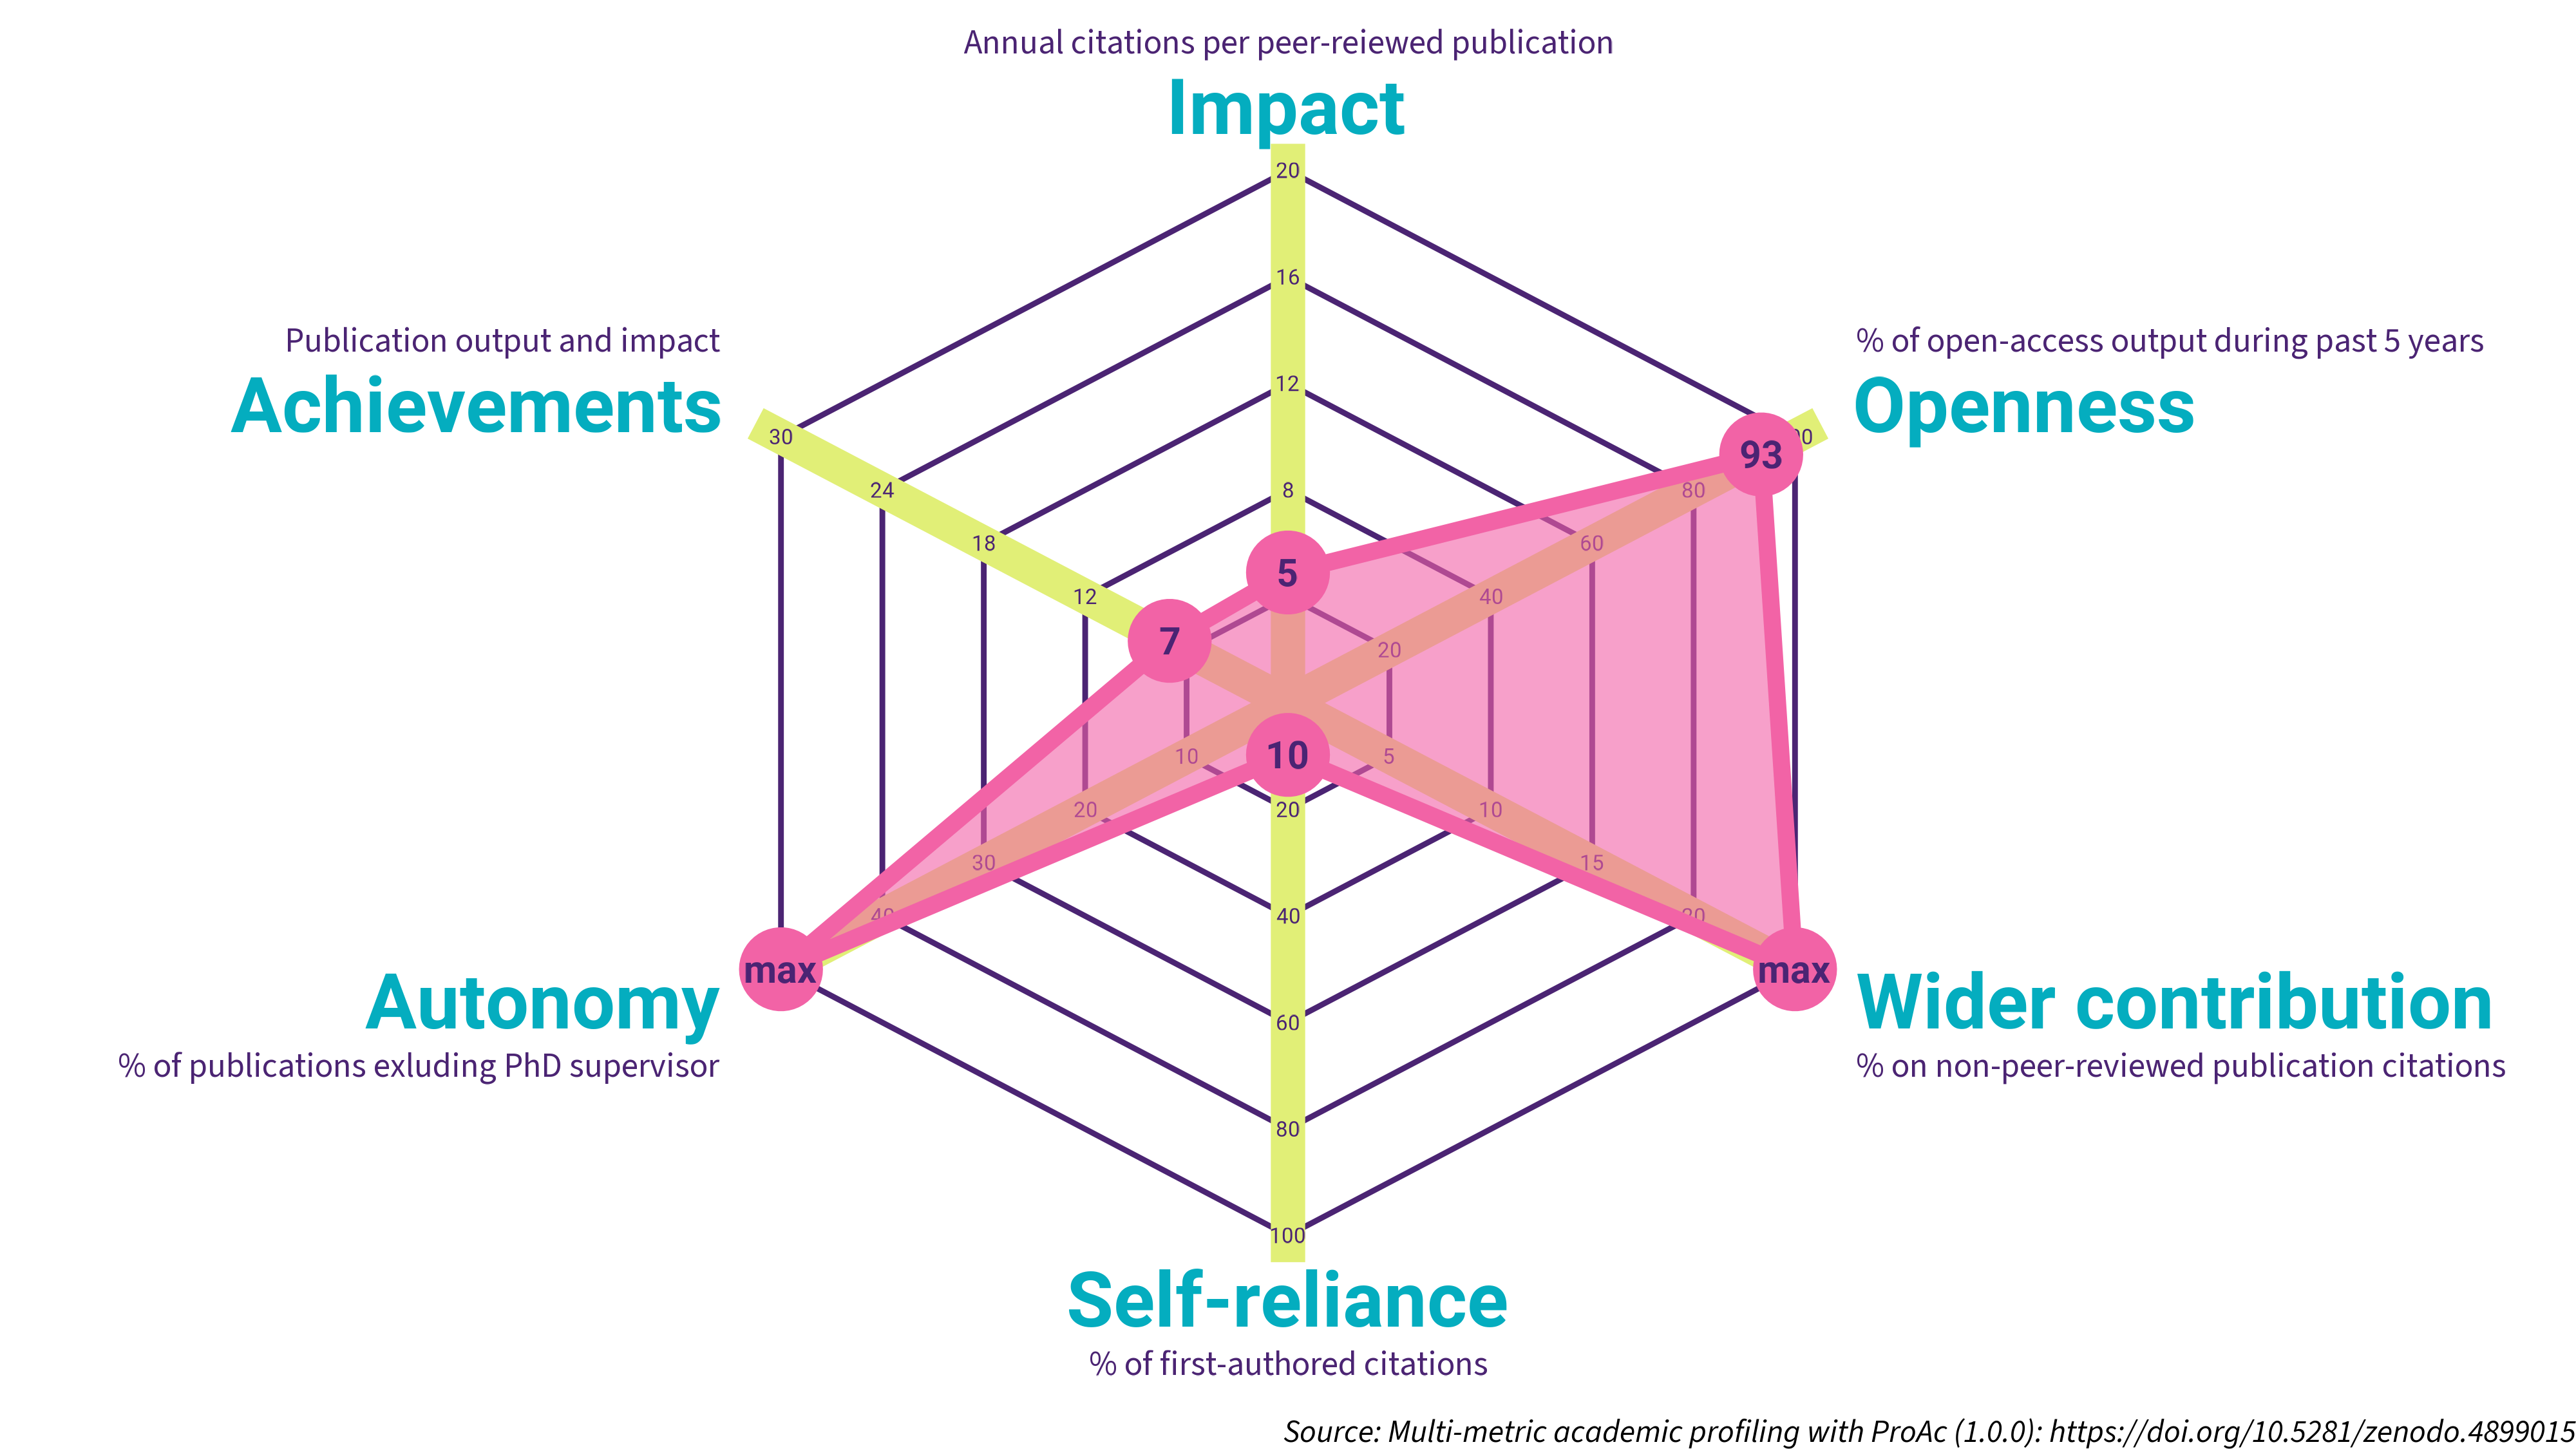 Annual citations per peer-reiewed publication
Impact
20
16
12
8
5
Publication output and impact
Achievements
30
24
18
12
7
% of open-access output during past 5 years
Openness
93
80
60
40
20
10
20
30
40
max
Autonomy
% of publications exluding PhD supervisor
5
10
15
20
max
Wider contribution
% on non-peer-reviewed publication citations
10
20
40
60
80
100
Self-reliance
% of first-authored citations
Source: Multi-metric academic profiling with ProAc (1.0.0): https://doi.org/10.5281/zenodo.4899015